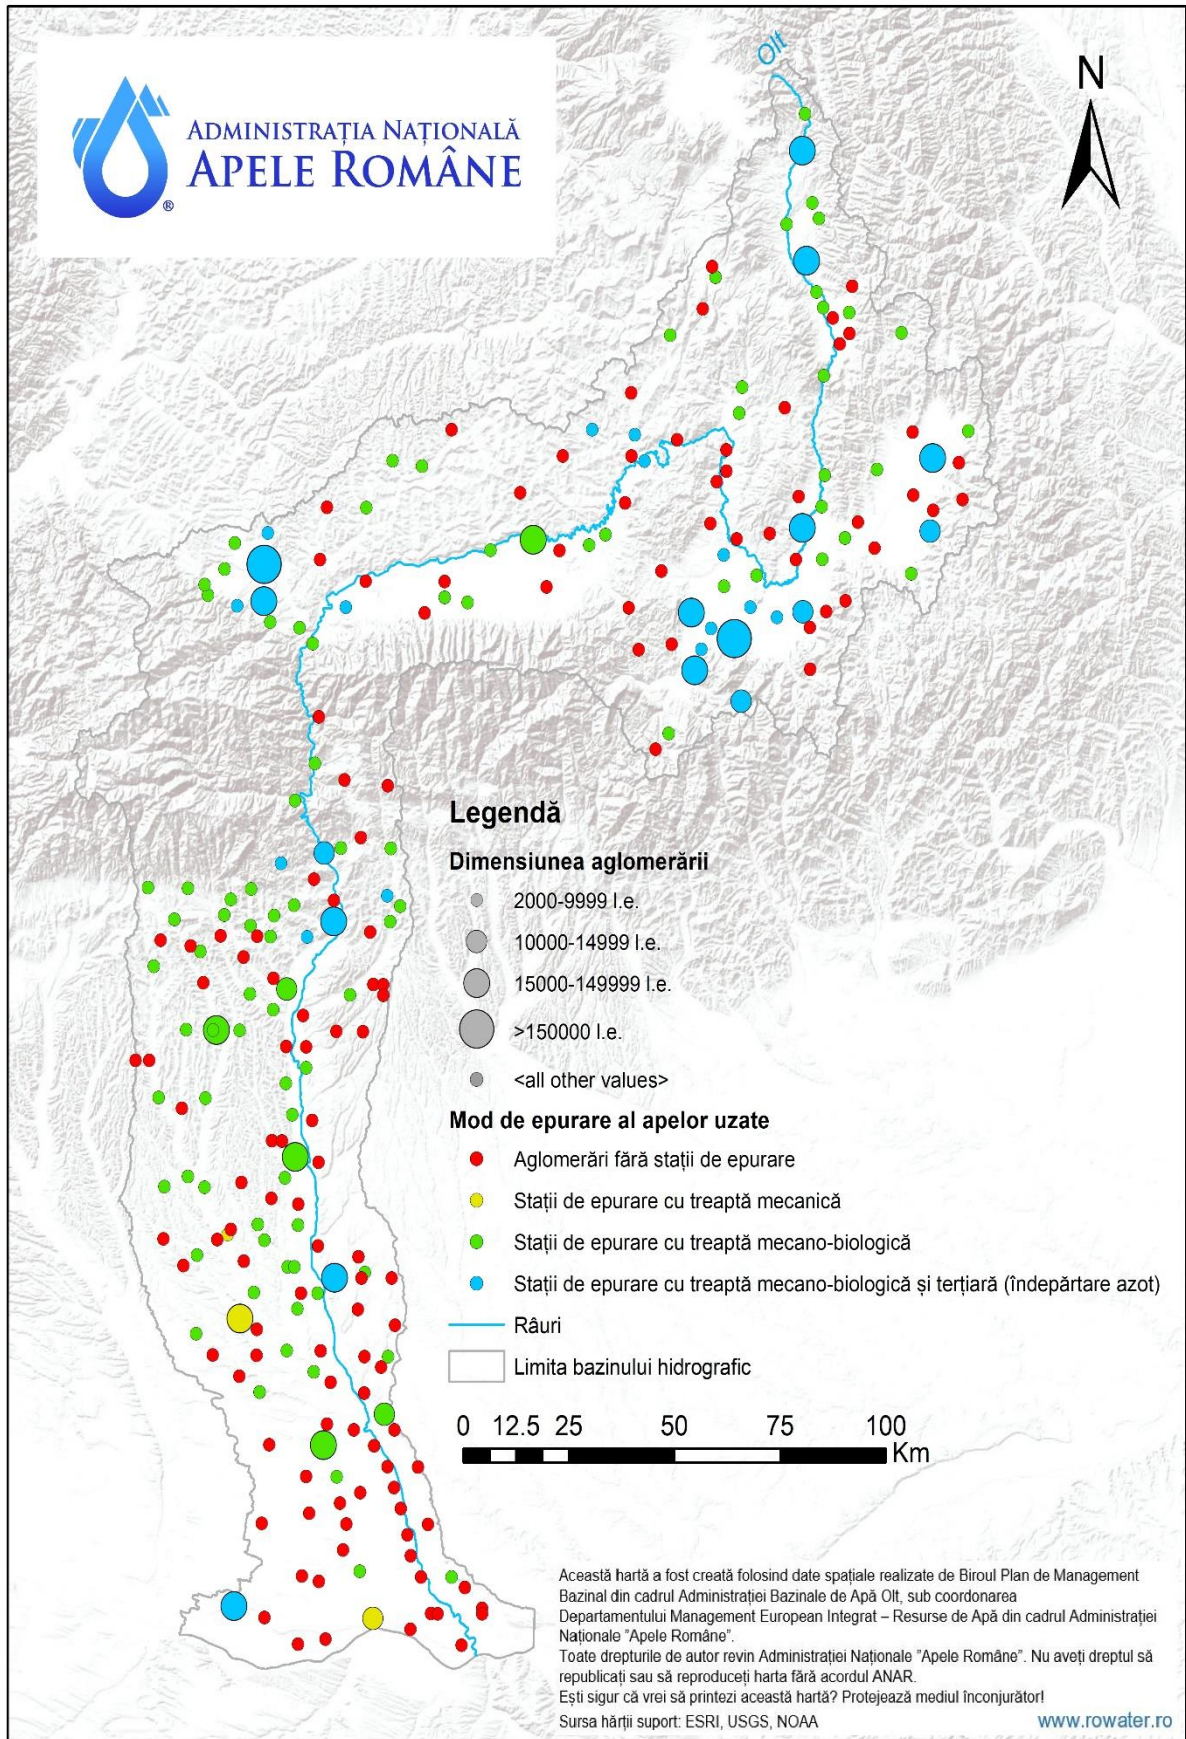 Olt
N
ADMINISTRAȚIA NAȚIONALĂ
APELE ROMÂNE
®
Legendă
Dimensiunea aglomerării
2000-9999 l.e.
10000-14999 l.e.
15000-149999 l.e.
>150000 l.e.
<all other values>
Mod de epurare al apelor uzate
Aglomerări fără stații de epurare
Stații de epurare cu treaptă mecanică
Stații de epurare cu treaptă mecano-biologică
Stații de epurare cu treaptă mecano-biologică și terțiară (îndepărtare azot)
Râuri
Limita bazinului hidrografic
0 12.5 25 50 75 100
Km
Această hartă a fost creată folosind date spațiale realizate de Biroul Plan de Management
Bazinal din cadrul Administrației Bazinale de Apă Olt, sub coordonarea
Departamentului Management European Integrat – Resurse de Apă din cadrul Administrației
Naționale "Apele Române".
Toate drepturile de autor revin Administrației Naționale "Apele Române". Nu aveți dreptul să
republicați sau să reproduceți harta fără acordul ANAR.
Ești sigur că vrei să printezi această hartă? Protejează mediul înconjurător!
Sursa hărții suport: ESRI, USGS, NOAA
www.rowater.ro